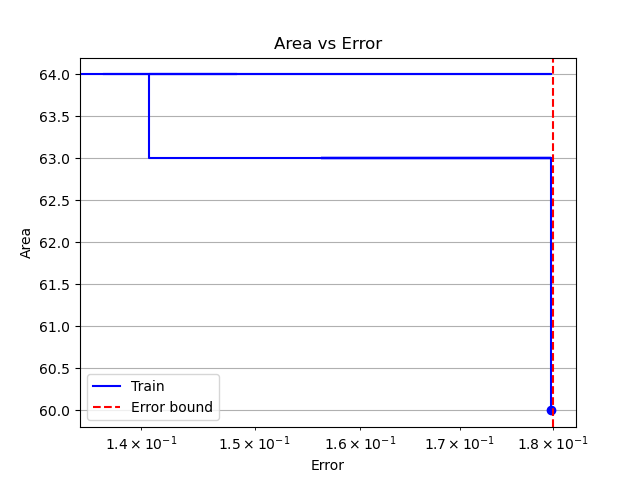 Area vs Error
64.0
63.5
63.0
62.5
62.0
61.5
61.0
60.5
60.0
Area
Train
Error bound
1.4 × 10⁻¹
1.5 × 10⁻¹
1.6 × 10⁻¹
1.7 × 10⁻¹
1.8 × 10⁻¹
Error